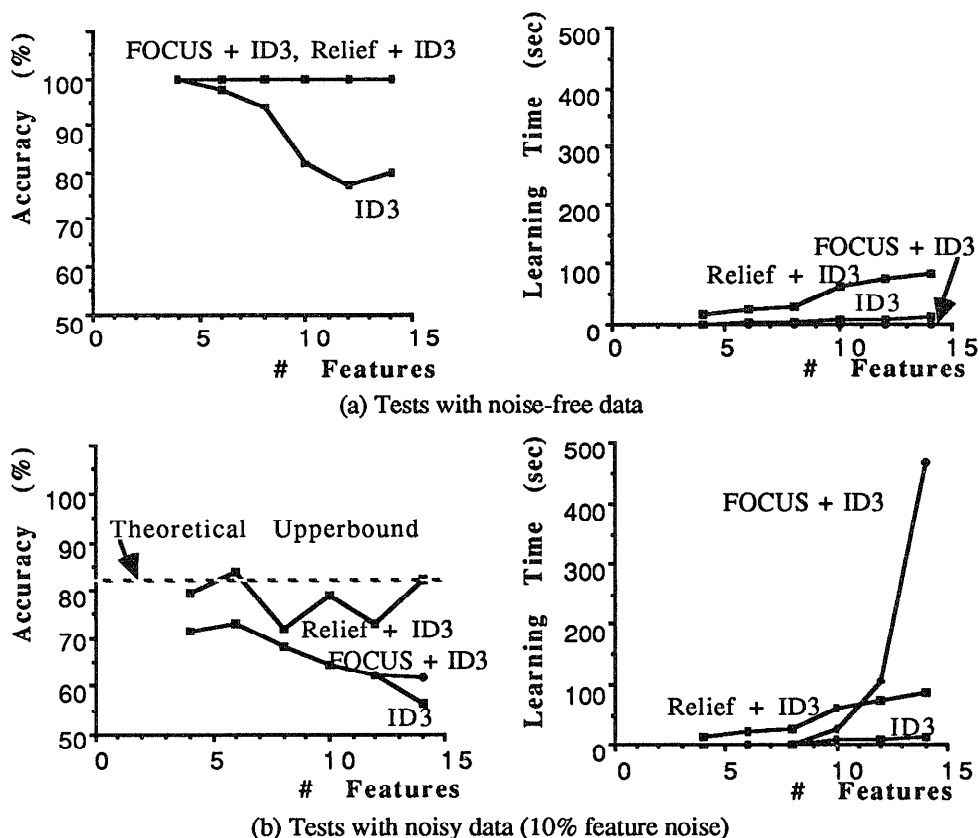 Accuracy (%)
FOCUS + ID3, Relief + ID3
100
90
80
70
60
50
ID3
0
5
10
15
# Features
Learning Time (sec)
500
400
300
200
100
0
FOCUS + ID3
Relief + ID3
ID3
0
5
10
15
# Features
(a) Tests with noise-free data
Accuracy (%)
100
90
80
70
60
50
Theoretical Upperbound
Relief + ID3
FOCUS + ID3
ID3
0
5
10
15
# Features
Learning Time (sec)
500
400
300
200
100
0
FOCUS + ID3
Relief + ID3
ID3
0
5
10
15
# Features
(b) Tests with noisy data (10% feature noise)